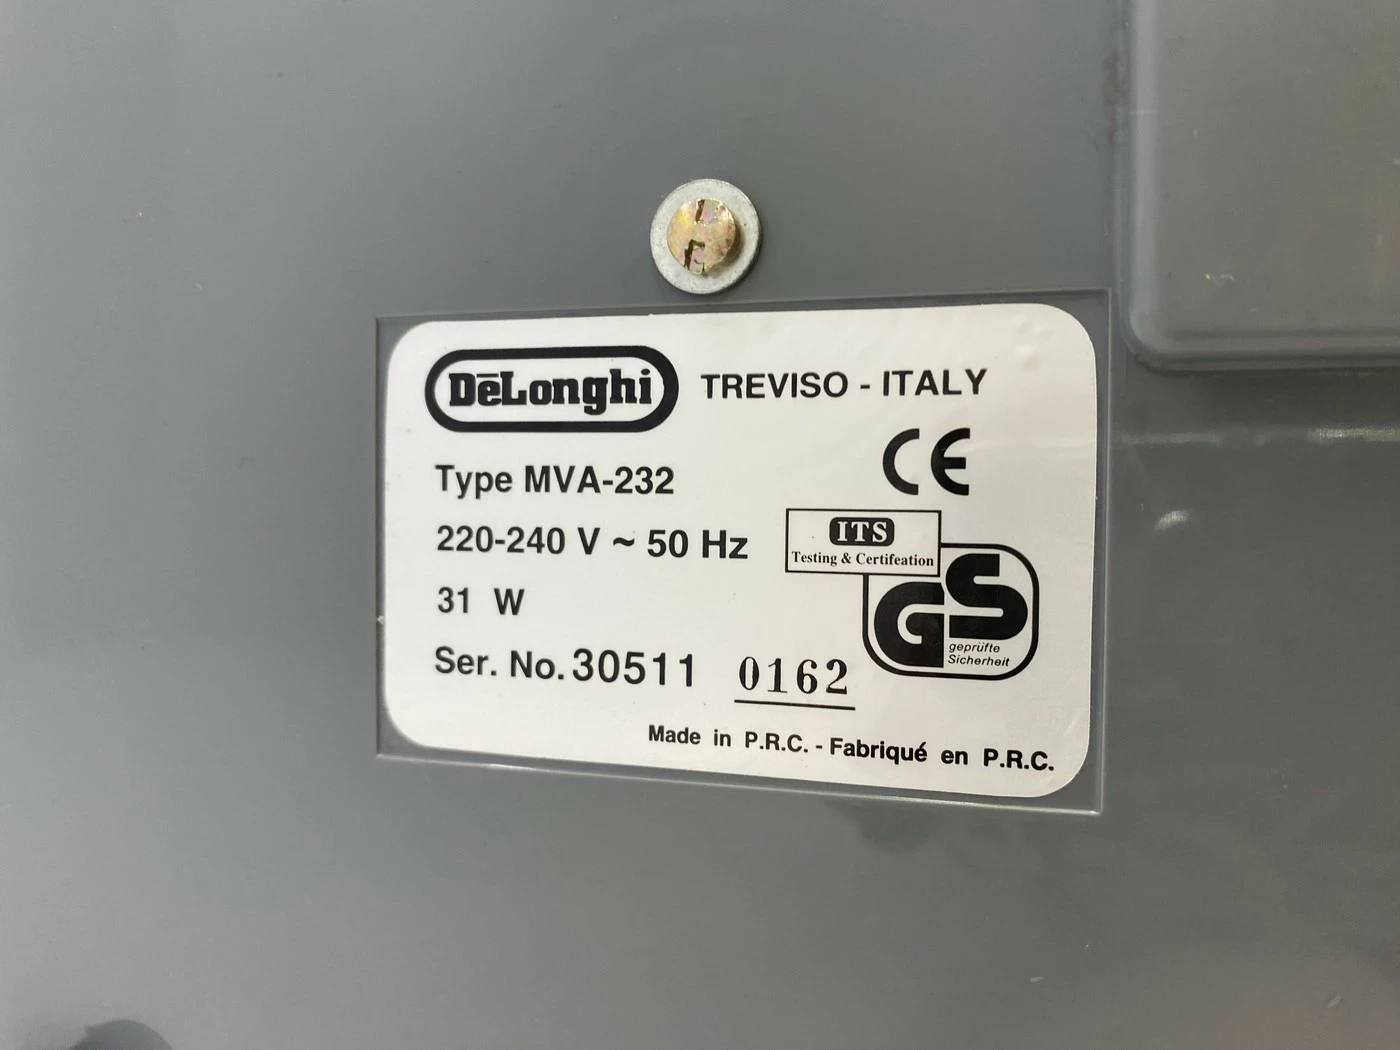 DēLonghi TREVISO - ITALY
CE
Type MVA-232
220-240 V ~ 50 Hz
ITS
Testing & Certifeation
31 W
GS
geprüfte
Sicherheit
Ser. No. 30511 0162
Made in P.R.C. - Fabriqué en P.R.C.